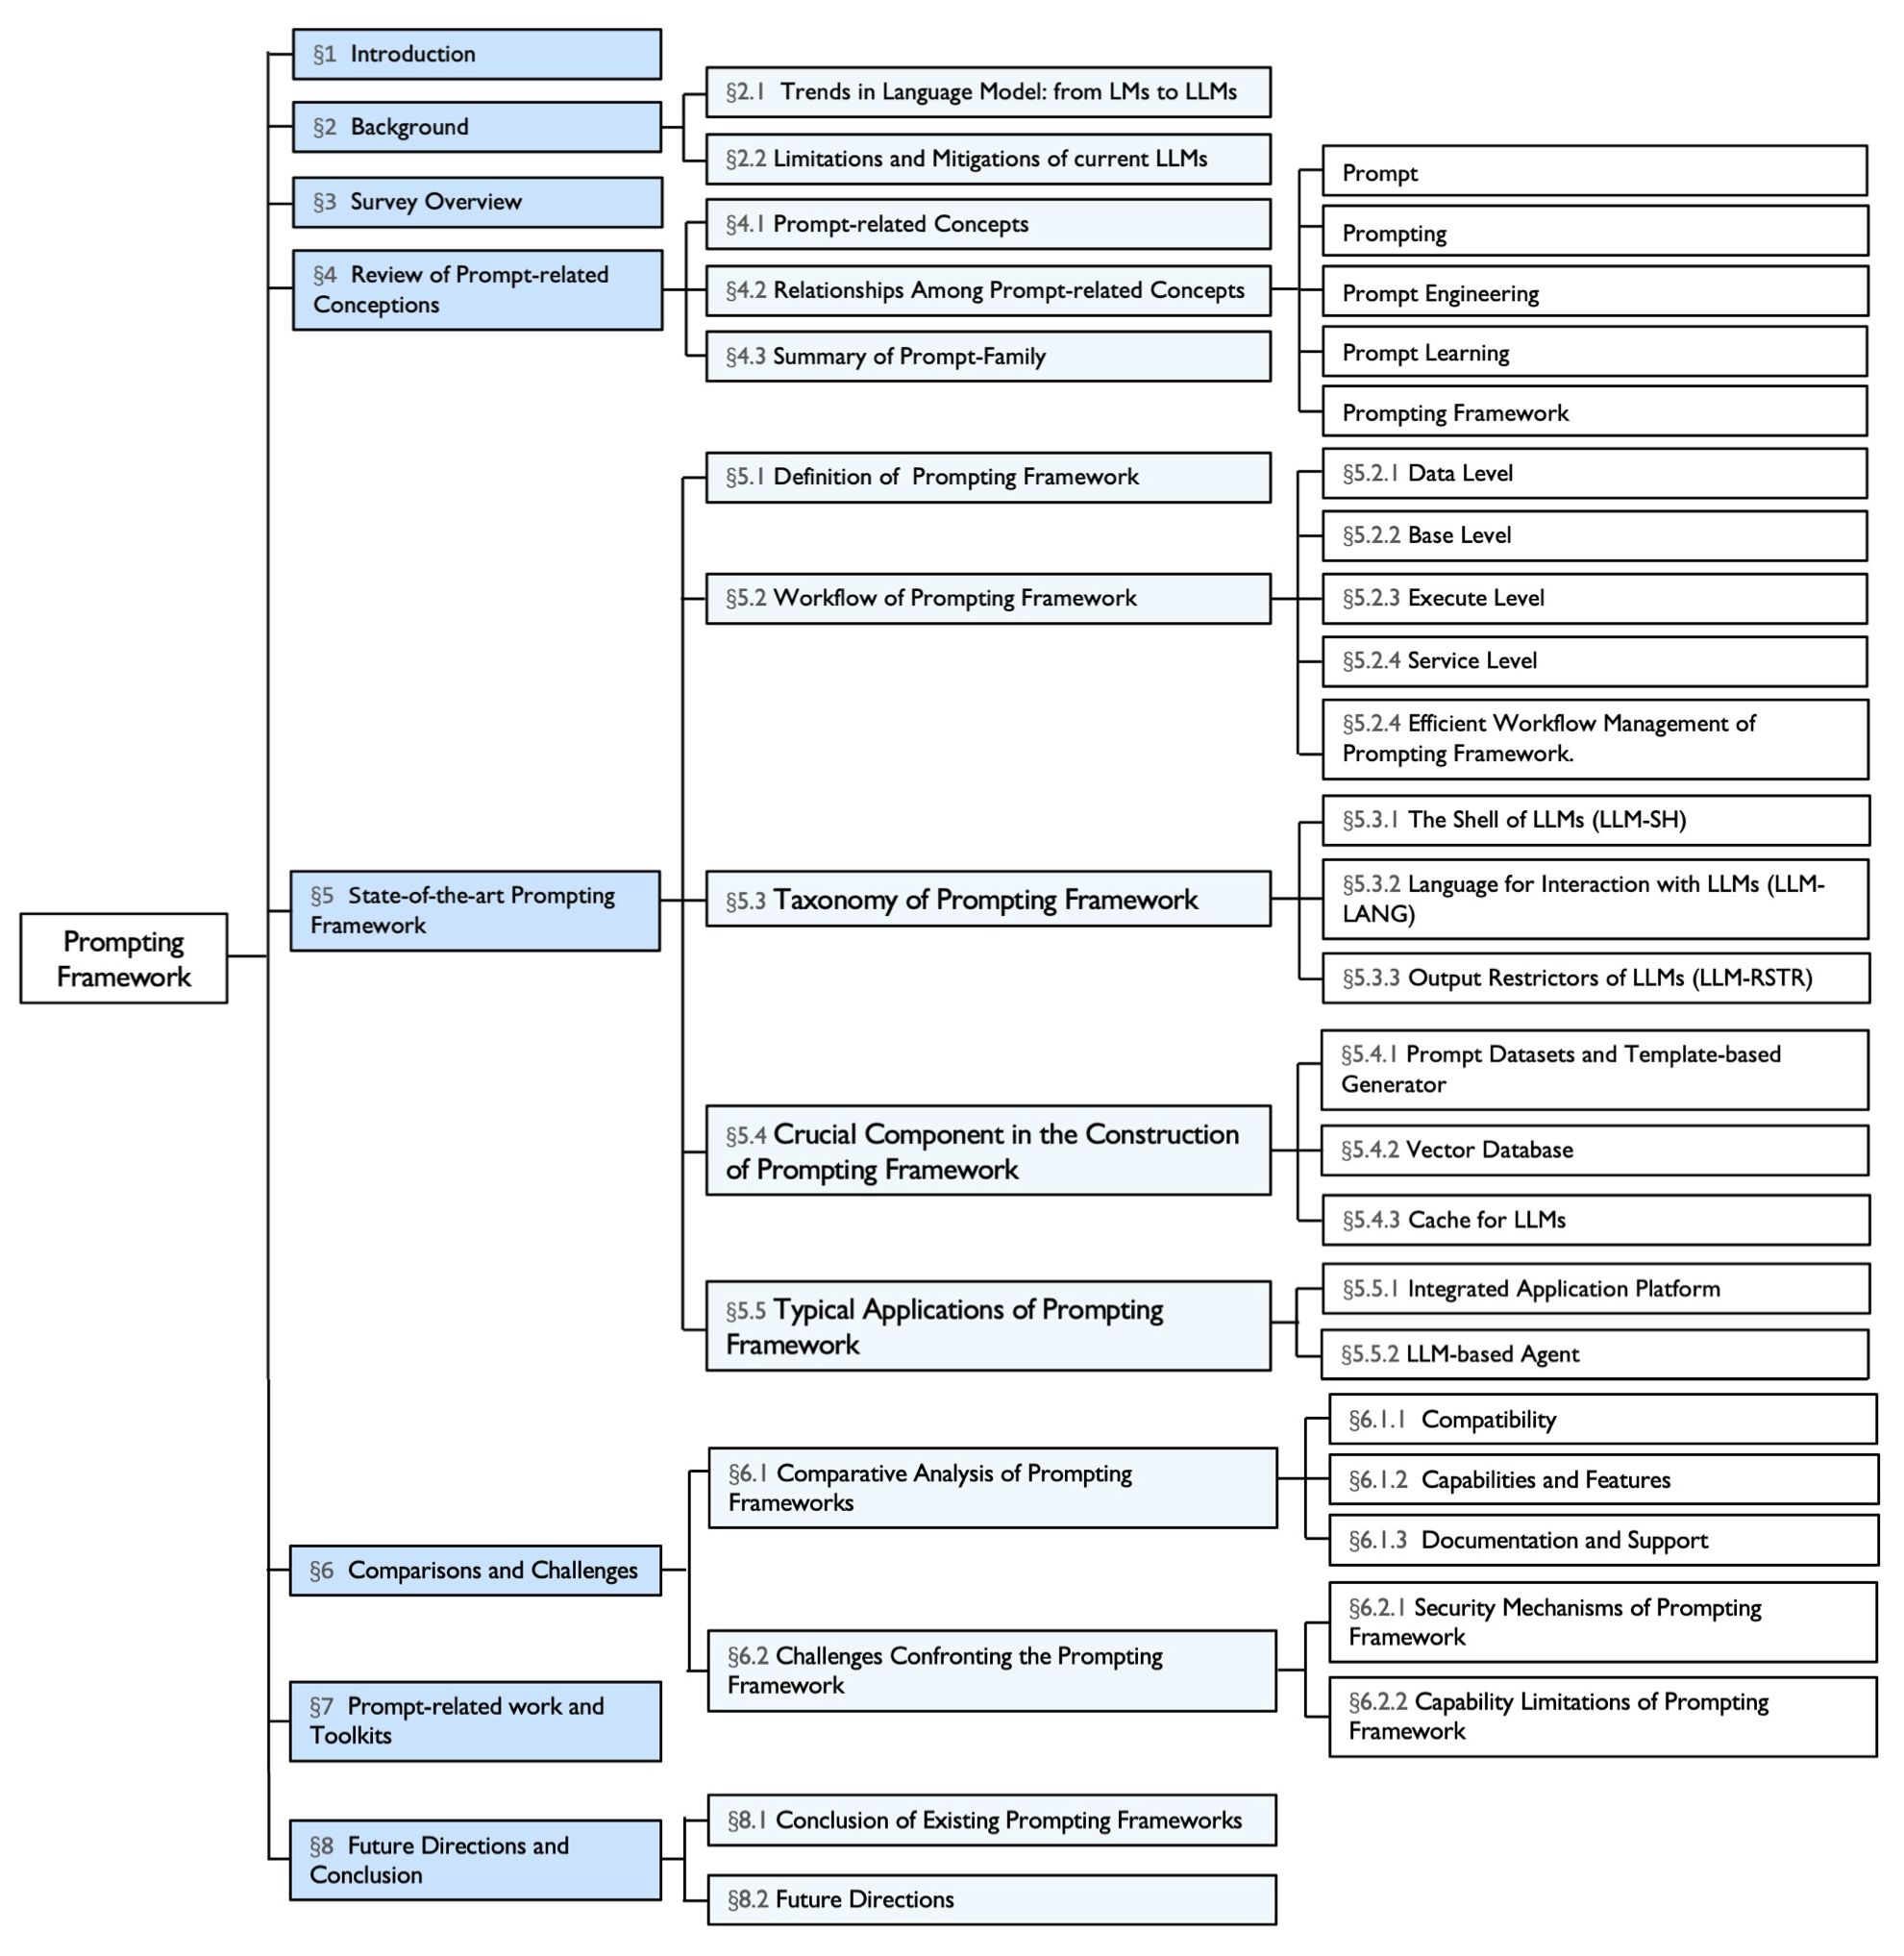 Prompting
Framework
§1 Introduction
§2 Background
§2.1 Trends in Language Model: from LMs to LLMs
§2.2 Limitations and Mitigations of current LLMs
§3 Survey Overview
§4 Review of Prompt-related
Conceptions
§4.1 Prompt-related Concepts
§4.2 Relationships Among Prompt-related Concepts
Prompt
Prompting
Prompt Engineering
Prompt Learning
Prompting Framework
§4.3 Summary of Prompt-Family
§5 State-of-the-art Prompting
Framework
§5.1 Definition of Prompting Framework
§5.2 Workflow of Prompting Framework
§5.2.1 Data Level
§5.2.2 Base Level
§5.2.3 Execute Level
§5.2.4 Service Level
§5.2.4 Efficient Workflow Management of
Prompting Framework.
§5.3 Taxonomy of Prompting Framework
§5.3.1 The Shell of LLMs (LLM-SH)
§5.3.2 Language for Interaction with LLMs (LLM-
LANG)
§5.3.3 Output Restrictors of LLMs (LLM-RSTR)
§5.4 Crucial Component in the Construction
of Prompting Framework
§5.4.1 Prompt Datasets and Template-based
Generator
§5.4.2 Vector Database
§5.4.3 Cache for LLMs
§5.5 Typical Applications of Prompting
Framework
§5.5.1 Integrated Application Platform
§5.5.2 LLM-based Agent
§6 Comparisons and Challenges
§6.1 Comparative Analysis of Prompting
Frameworks
§6.1.1 Compatibility
§6.1.2 Capabilities and Features
§6.1.3 Documentation and Support
§6.2 Challenges Confronting the Prompting
Framework
§6.2.1 Security Mechanisms of Prompting
Framework
§6.2.2 Capability Limitations of Prompting
Framework
§7 Prompt-related work and
Toolkits
§8 Future Directions and
Conclusion
§8.1 Conclusion of Existing Prompting Frameworks
§8.2 Future Directions